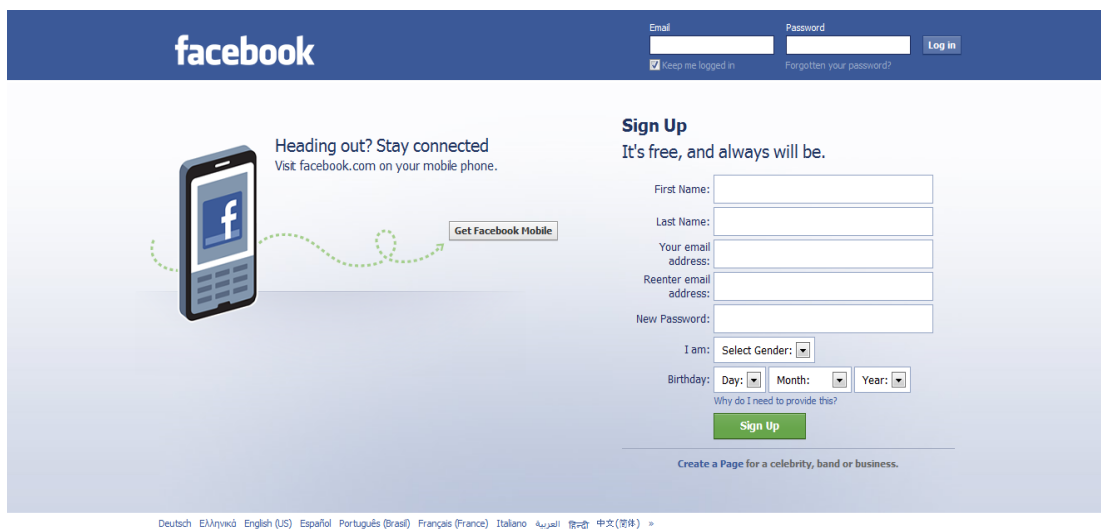 facebook
Email
Password
Log in
Keep me logged in
Forgotten your password?
Heading out? Stay connected
Visit facebook.com on your mobile phone.
f
Get Facebook Mobile
Sign Up
It's free, and always will be.
First Name:
Last Name:
Your email
address:
Reenter email
address:
New Password:
I am:
Select Gender:
Birthday:
Day:
Month:
Year:
Why do I need to provide this?
Sign Up
Create a Page for a celebrity, band or business.
Deutsch Ελληνικά English (US) Español Português (Brasil) Français (France) Italiano العربية हिन्दी 中文(简体) »